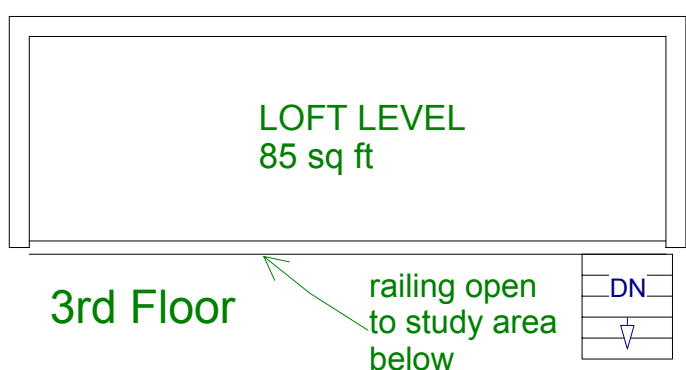 LOFT LEVEL
85 sq ft
3rd Floor
railing open
to study area
below
DN